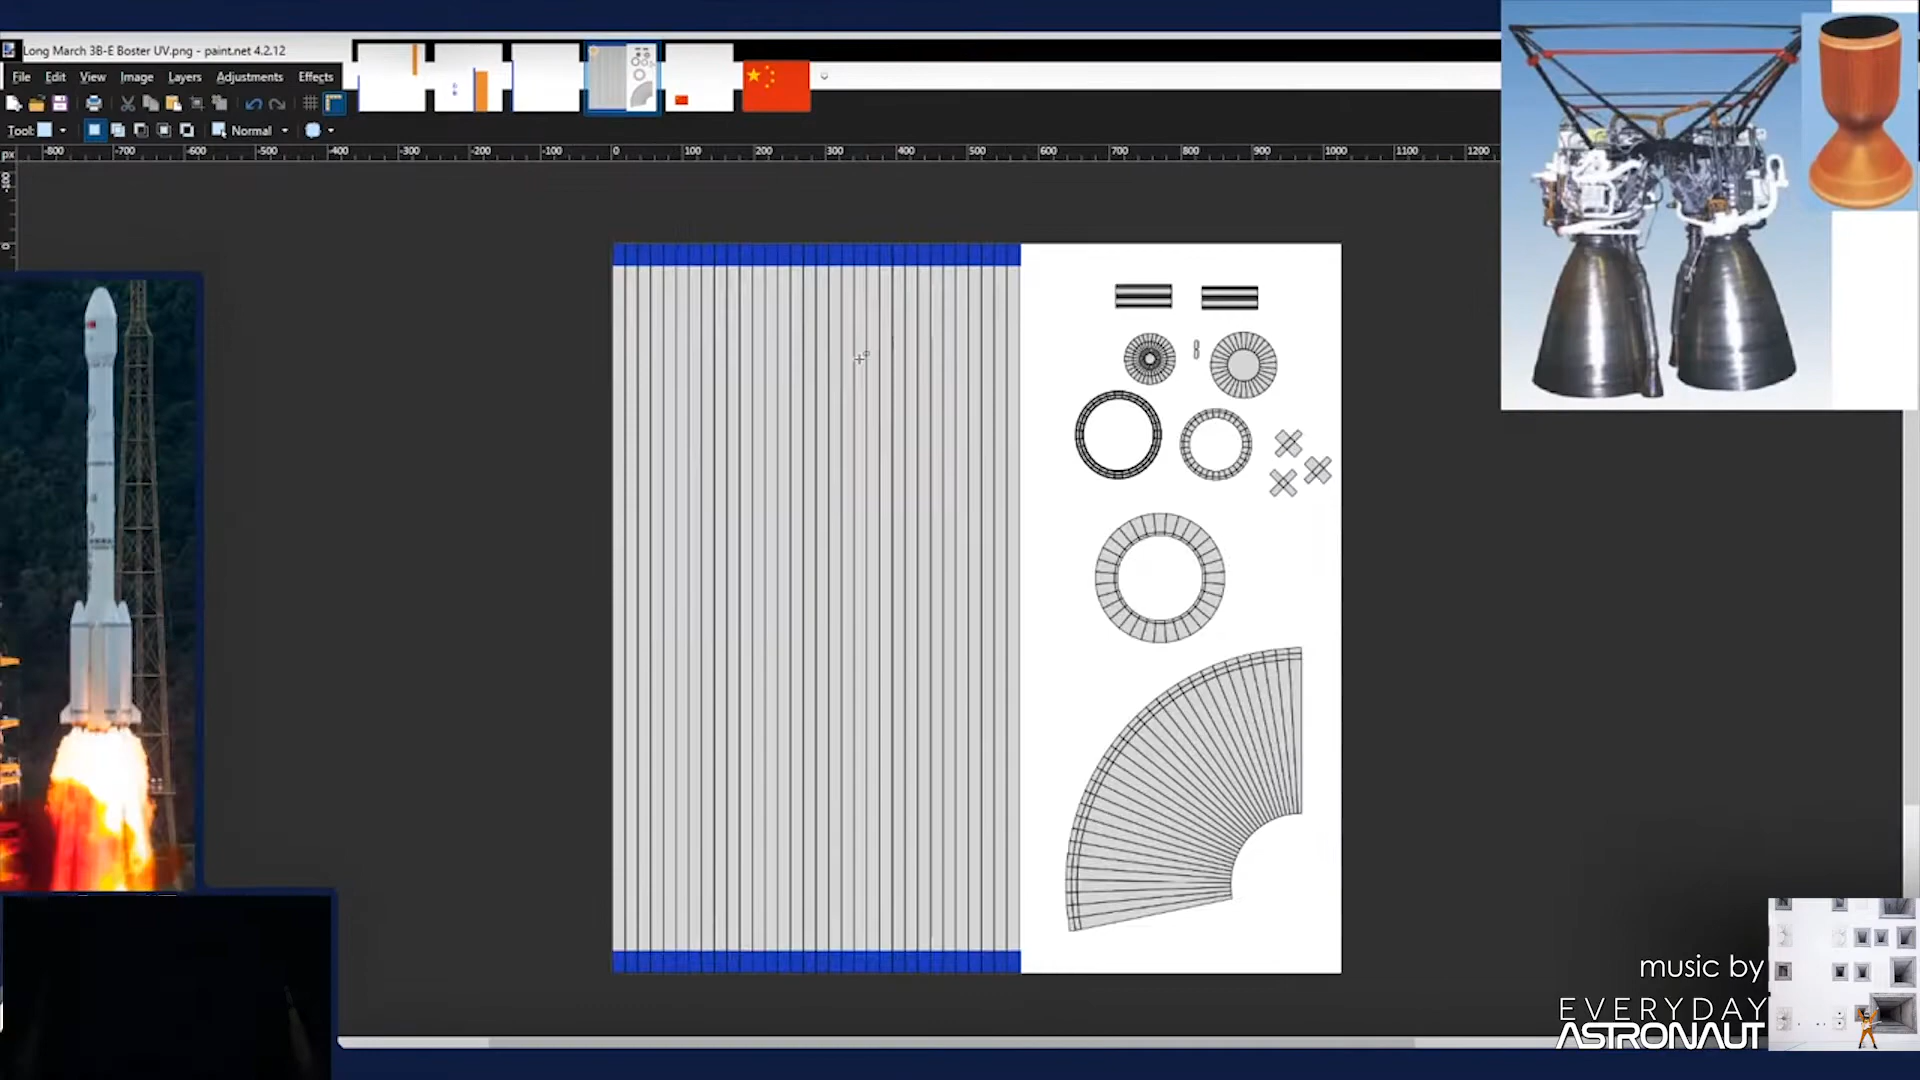 Long March 3B-E Boster UV.png - paint.net 4.2.12
File Edit View Image Layers Adjustments Effects
Tool: Normal
px -800 -700 -600 -500 -400 -300 -200 -100 0 100 200 300 400 500 600 700 800 900 1000 1100 1200
-100
0
music by
EVERYDAY
ASTRONAUT